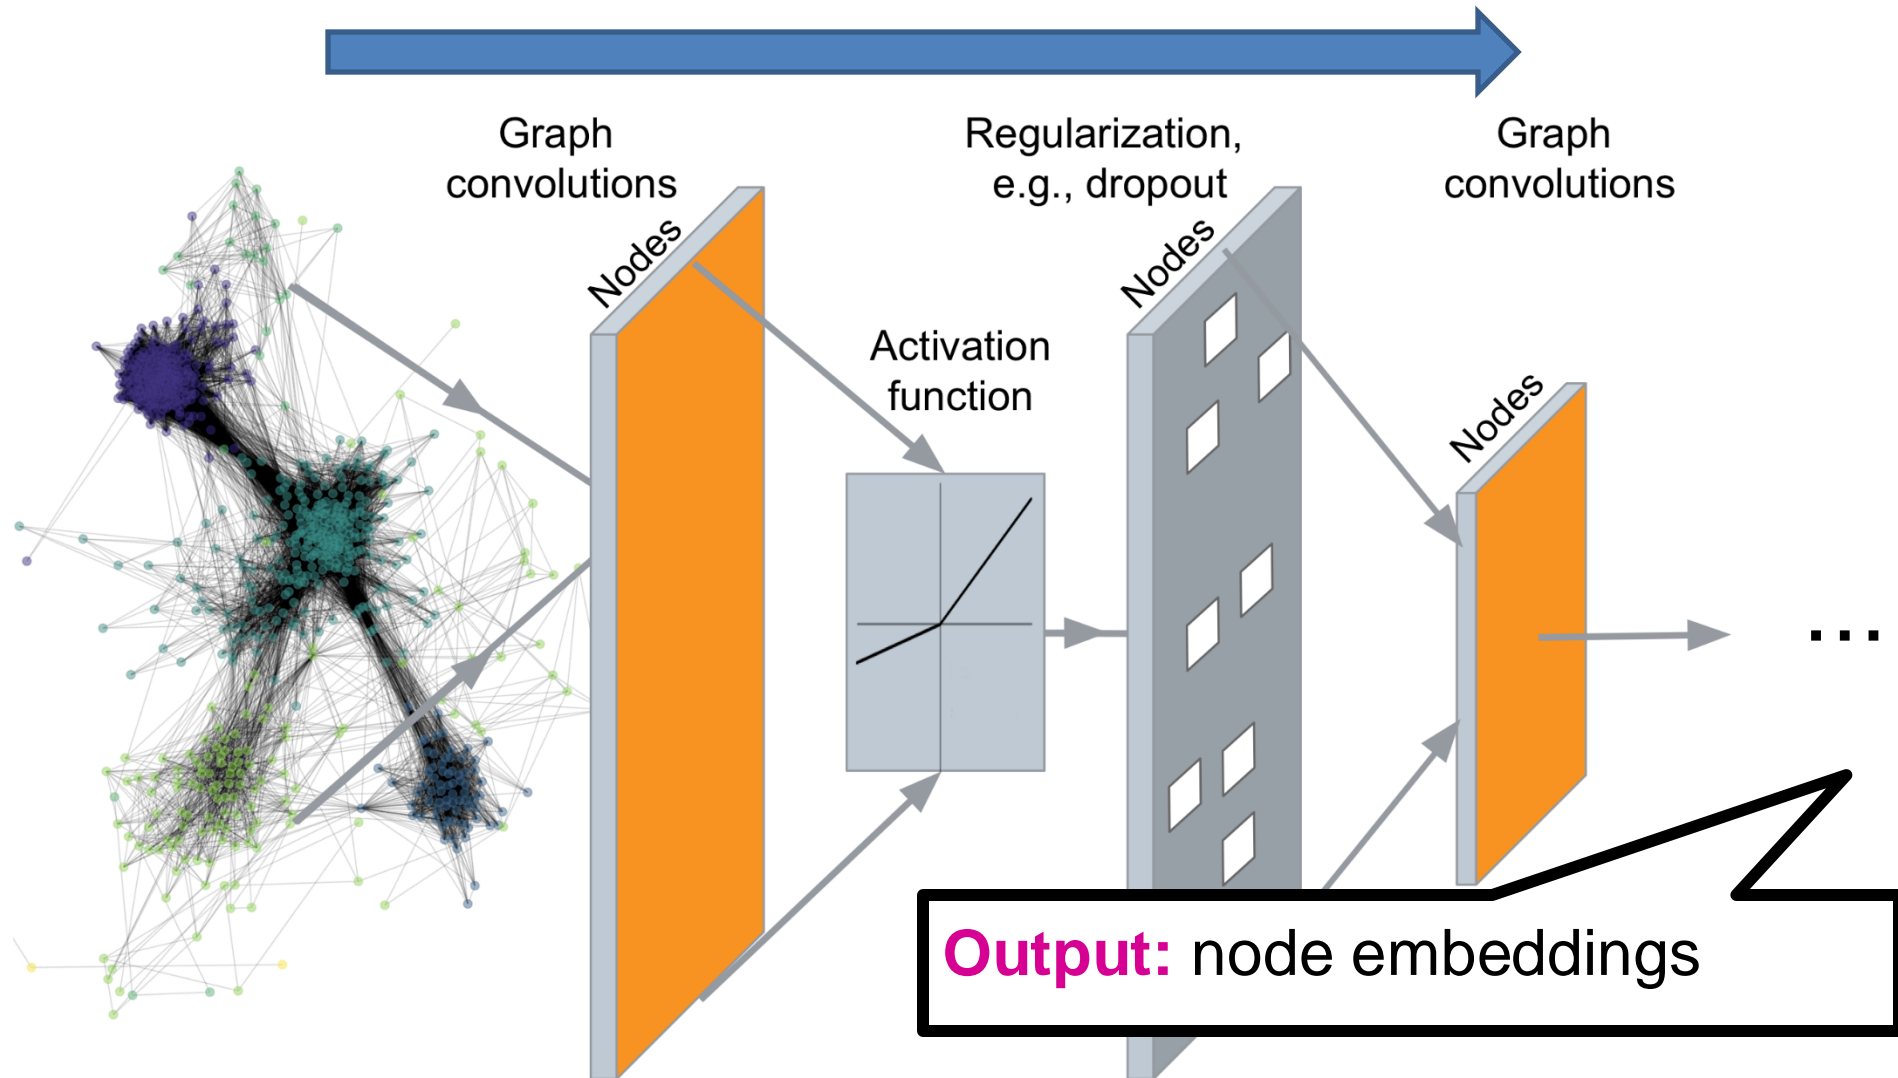 Graph
convolutions
Regularization,
e.g., dropout
Graph
convolutions
Nodes
Nodes
Activation
function
Nodes
...
Output: node embeddings